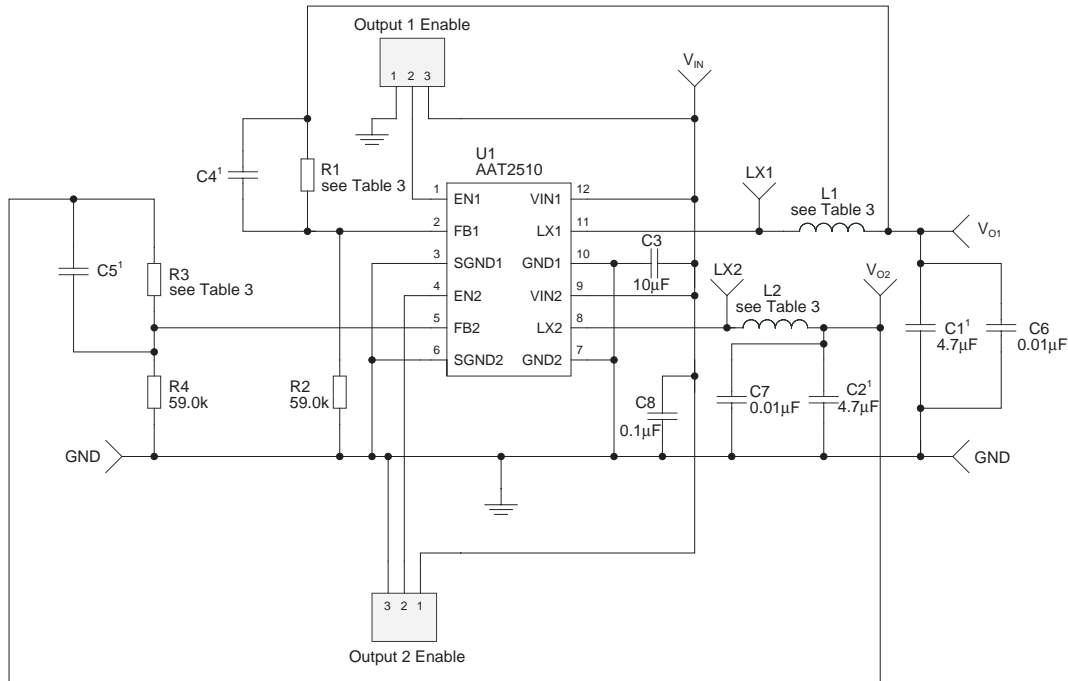 Output 1 Enable
1 2 3
V_IN
C4¹
R1
see Table 3
U1
AAT2510
1 EN1
2 FB1
3 SGND1
4 EN2
5 FB2
6 SGND2
VIN1 12
LX1 11
GND1 10
VIN2 9
LX2 8
GND2 7
LX1
L1
see Table 3
V_O1
C3
10µF
LX2
L2
see Table 3
V_O2
C5¹
R3
see Table 3
C1¹
4.7µF
C6
0.01µF
R4
59.0k
R2
59.0k
C8
0.1µF
C7
0.01µF
C2¹
4.7µF
GND
GND
3 2 1
Output 2 Enable